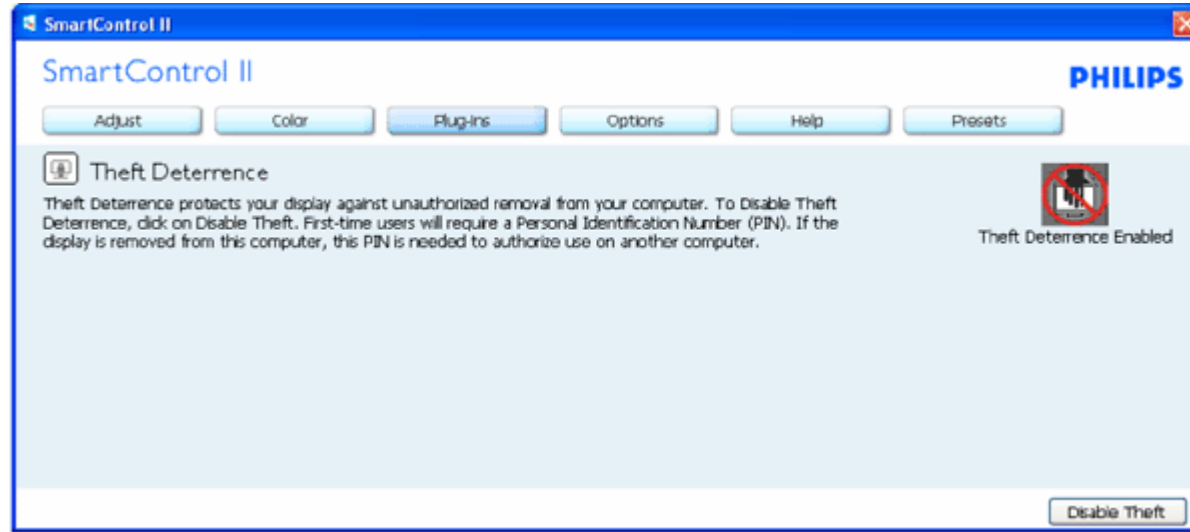 SmartControl II
SmartControl II
PHILIPS
Adjust
Color
Plug-Ins
Options
Help
Presets
Theft Deterrence
Theft Deterrence protects your display against unauthorized removal from your computer. To Disable Theft
Deterrence, click on Disable Theft. First-time users will require a Personal Identification Number (PIN). If the
display is removed from this computer, this PIN is needed to authorize use on another computer.
Theft Deterrence Enabled
Disable Theft